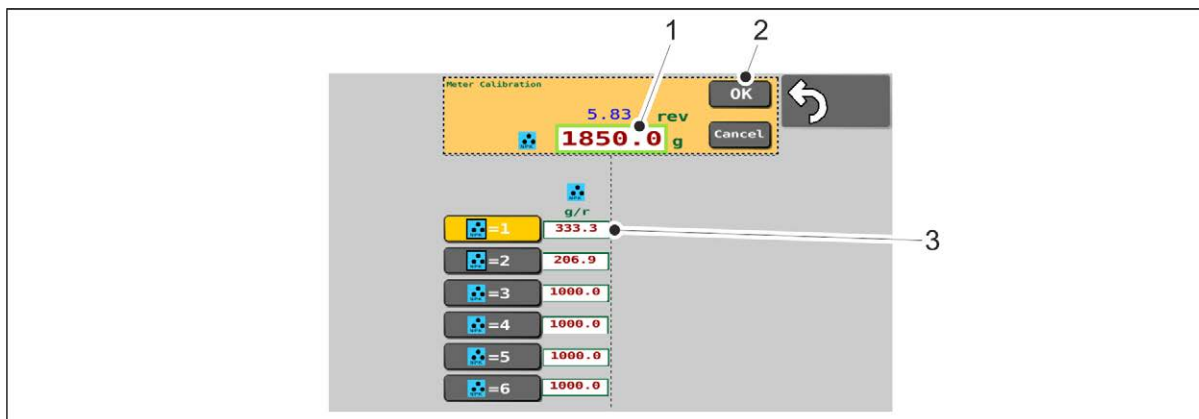 1
2
Meter Calibration
OK
5.83 rev
1850.0 g
Cancel
g/r
=1 333.3
3
=2 206.9
=3 1000.0
=4 1000.0
=5 1000.0
=6 1000.0